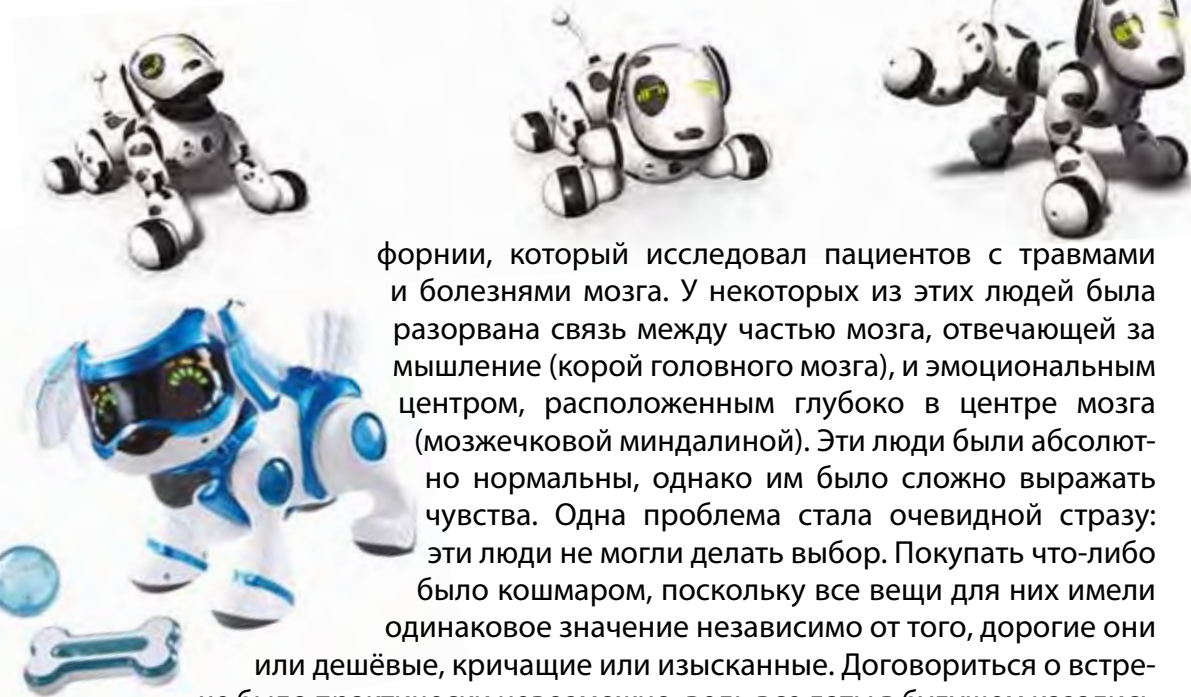 форнии, который исследовал пациентов с травмами
и болезнями мозга. У некоторых из этих людей была
разорвана связь между частью мозга, отвечающей за
мышление (корой головного мозга), и эмоциональным
центром, расположенным глубоко в центре мозга
(мозжечковой миндалиной). Эти люди были абсолют-
но нормальны, однако им было сложно выражать
чувства. Одна проблема стала очевидной стразу:
эти люди не могли делать выбор. Покупать что-либо
было кошмаром, поскольку все вещи для них имели
одинаковое значение независимо от того, дорогие они
или дешёвые, кричащие или изысканные. Договориться о встре-